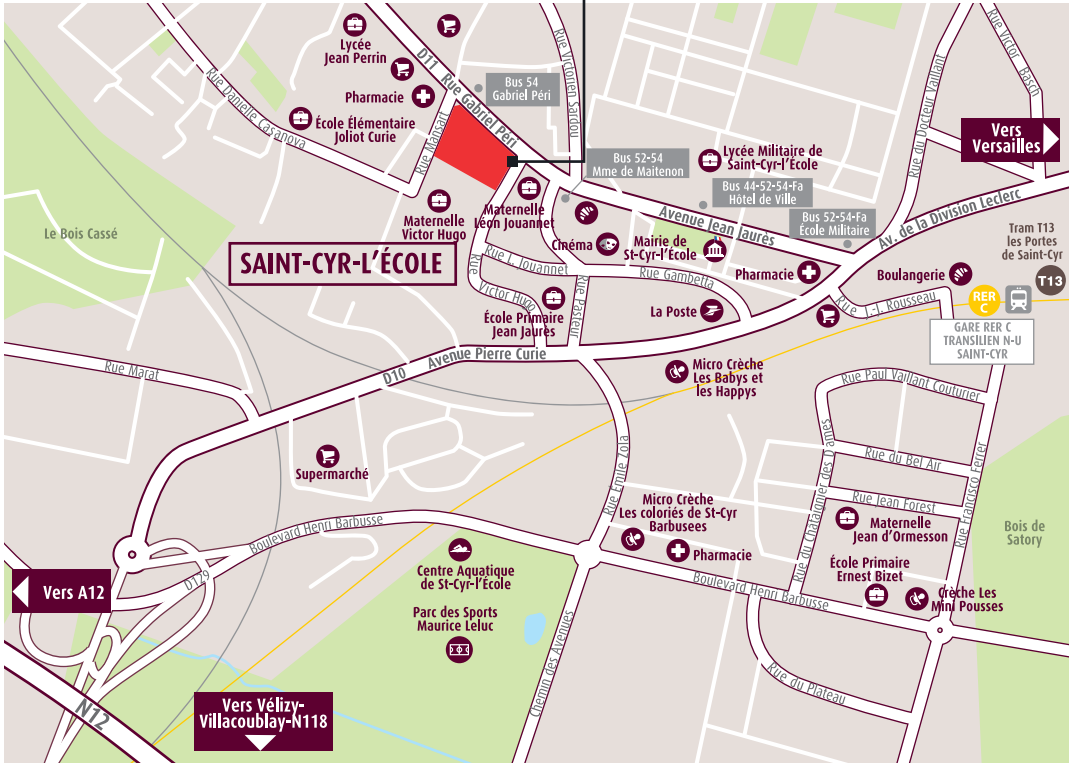 Lycée
Jean Perrin
D11
Rue Gabriel Péri
Rue Victorien Sardou
Rue du Docteur Vaillant
Rue Victor Basch
Bus 54
Gabriel Péri
Pharmacie
Rue Danielle Casanova
École Élémentaire
Joliot Curie
Rue Mansart
Vers
Versailles
Bus 52-54
Mme de Maitenon
Lycée Militaire de
Saint-Cyr-l'École
Bus 44-52-54-Fa
Hôtel de Ville
Bus 52-54-Fa
École Militaire
Avenue Jean Jaurès
Av. de la Division Leclerc
Maternelle
Victor Hugo
Maternelle
Léon Jouannet
Le Bois Cassé
SAINT-CYR-L'ÉCOLE
Cinéma
Mairie de
St-Cyr-l'École
Tram T13
les Portes
de Saint-Cyr
T13
Rue L. Jouannet
Rue Gambetta
Pharmacie
Boulangerie
Rue Victor Hugo
Rue Pasteur
École Primaire
Jean Jaurès
La Poste
Rue J.-J. Rousseau
RER
C
GARE RER C
TRANSILIEN N-U
SAINT-CYR
Rue Marat
D10
Avenue Pierre Curie
Micro Crèche
Les Babys et
les Happys
Rue Paul Vaillant Couturier
Supermarché
Rue Emile Zola
Rue du Chataignier des Dames
Rue du Bel Air
Rue Francisco Ferrer
Rue Jean Forest
Micro Crèche
Les coloriés de St-Cyr
Barbusees
Maternelle
Jean d'Ormesson
Bois de
Satory
Boulevard Henri Barbusse
D129
Pharmacie
Centre Aquatique
de St-Cyr-l'École
École Primaire
Ernest Bizet
Vers A12
Boulevard Henri Barbusse
Crèche Les
Mini Pousses
Parc des Sports
Maurice Leluc
Chemin des Avenues
Rue du Plateau
N12
Vers Vélizy-
Villacoublay-N118